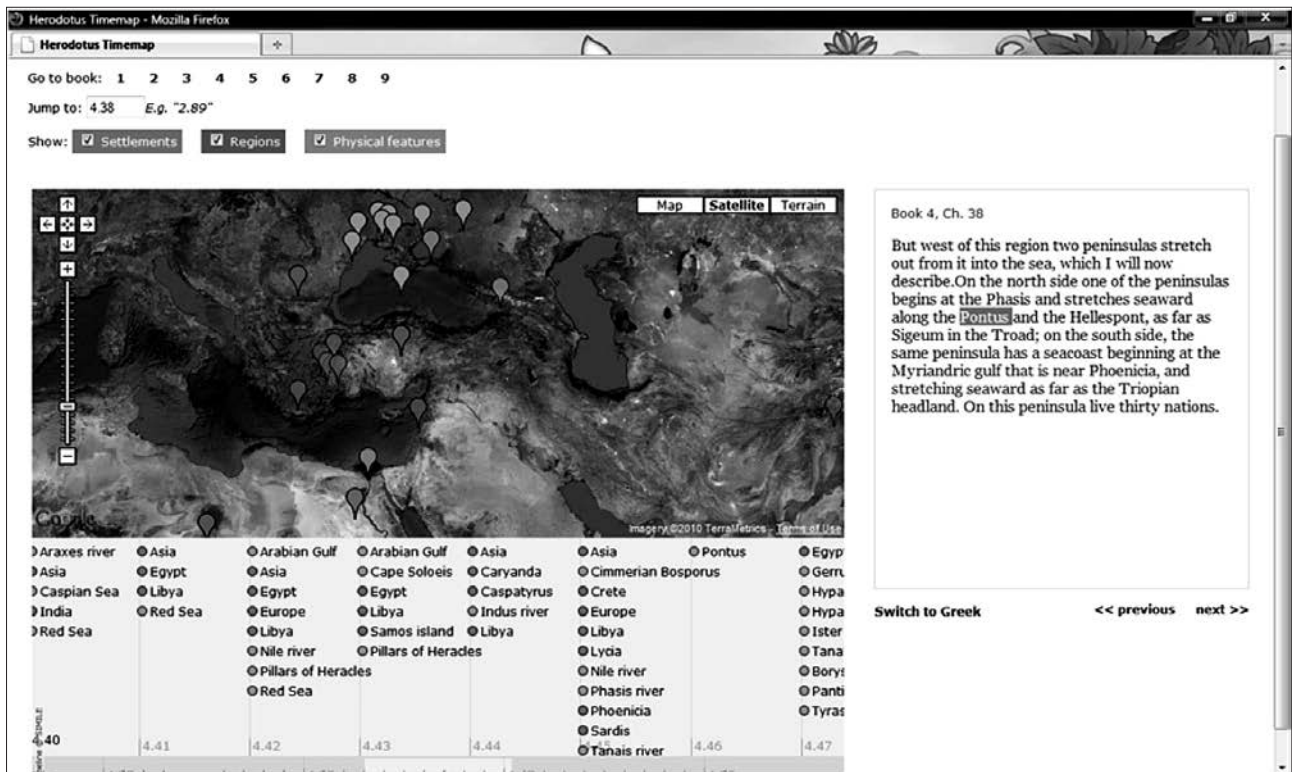 Herodotus Timemap - Mozilla Firefox
Herodotus Timemap
Go to book: 1 2 3 4 5 6 7 8 9
Jump to: 4.38 E.g. "2.89"
Show: Settlements Regions Physical features
Map Satellite Terrain
Imagery ©2010 TerraMetrics - Terms of Use
Book 4, Ch. 38
But west of this region two peninsulas stretch
out from it into the sea, which I will now
describe.On the north side one of the peninsulas
begins at the Phasis and stretches seaward
along the Pontus and the Hellespont, as far as
Sigeum in the Troad; on the south side, the
same peninsula has a seacoast beginning at the
Myriandric gulf that is near Phoenicia, and
stretching seaward as far as the Triopian
headland. On this peninsula live thirty nations.
Switch to Greek << previous next >>
Araxes river
Asia
Caspian Sea
India
Red Sea
4.40
Asia
Egypt
Libya
Red Sea
4.41
Arabian Gulf
Asia
Egypt
Europe
Libya
Nile river
Pillars of Heracles
Red Sea
4.42
Arabian Gulf
Cape Soloeis
Egypt
Libya
Samos island
Pillars of Heracles
4.43
Asia
Caryanda
Caspatyrus
Indus river
Libya
4.44
Asia
Cimmerian Bosporus
Crete
Europe
Libya
Lycia
Nile river
Phasis river
Phoenicia
Sardis
Tanais river
Pontus
4.46
Egyp
Gerru
Hypa
Hypa
Ister
Tana
Borys
Panti
Tyras
4.47